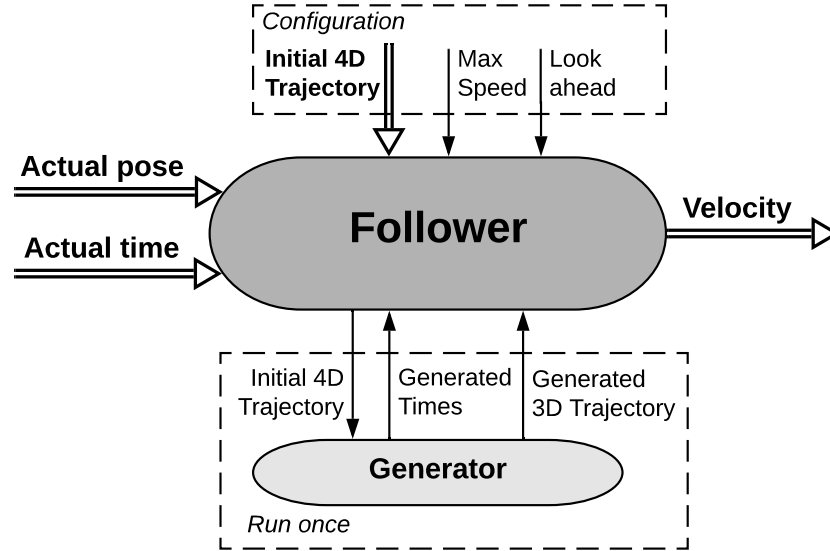 Configuration
Initial 4D
Trajectory
Max
Speed
Look
ahead
Actual pose
Actual time
Follower
Velocity
Initial 4D
Trajectory
Generated
Times
Generated
3D Trajectory
Generator
Run once